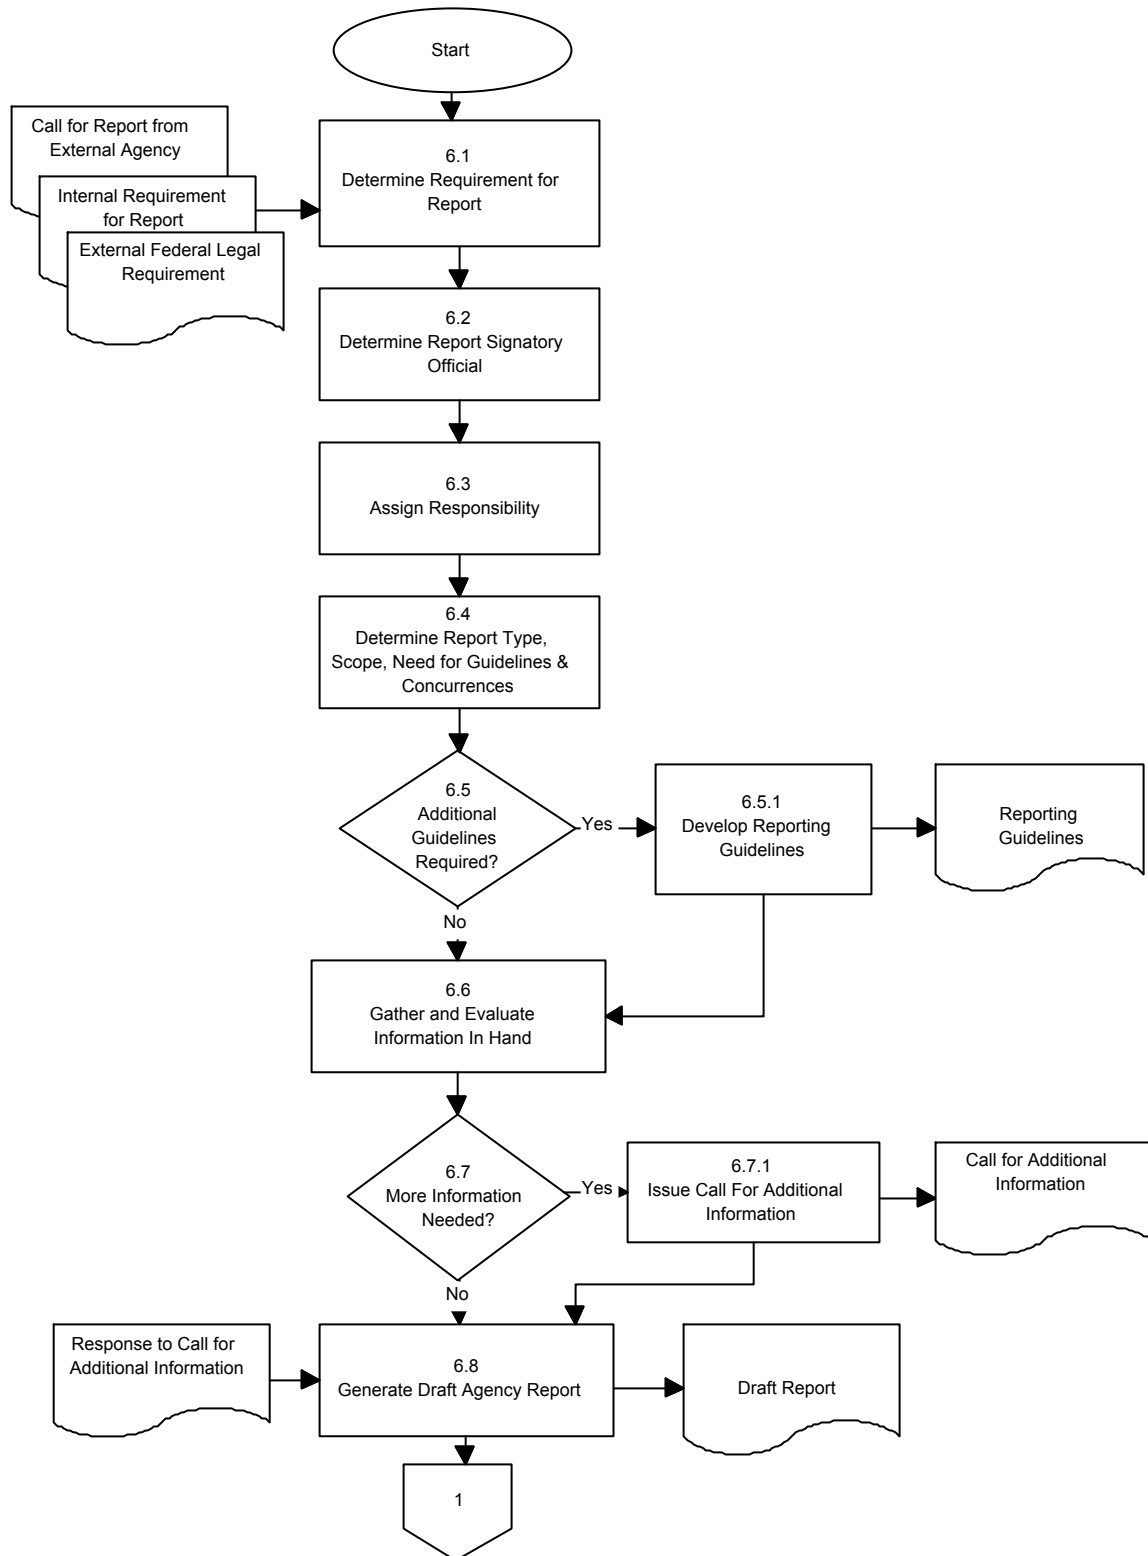 Start
Call for Report from
External Agency
Internal Requirement
for Report
External Federal Legal
Requirement
6.1
Determine Requirement for
Report
6.2
Determine Report Signatory
Official
6.3
Assign Responsibility
6.4
Determine Report Type,
Scope, Need for Guidelines &
Concurrences
6.5
Additional
Guidelines
Required?
Yes
6.5.1
Develop Reporting
Guidelines
Reporting
Guidelines
No
6.6
Gather and Evaluate
Information In Hand
6.7
More Information
Needed?
Yes
6.7.1
Issue Call For Additional
Information
Call for Additional
Information
No
Response to Call for
Additional Information
6.8
Generate Draft Agency Report
Draft Report
1